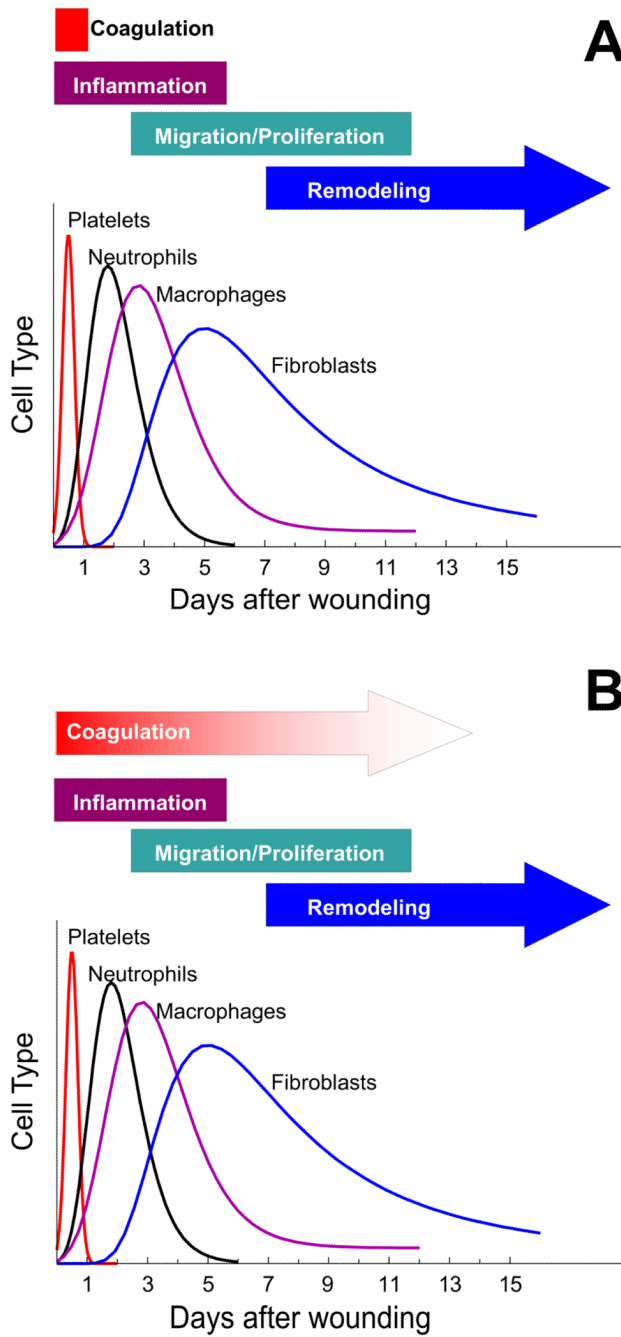 A
Coagulation
Inflammation
Migration/Proliferation
Remodeling
Platelets
Neutrophils
Macrophages
Fibroblasts
Cell Type
1 3 5 7 9 11 13 15
Days after wounding
B
Coagulation
Inflammation
Migration/Proliferation
Remodeling
Platelets
Neutrophils
Macrophages
Fibroblasts
Cell Type
1 3 5 7 9 11 13 15
Days after wounding